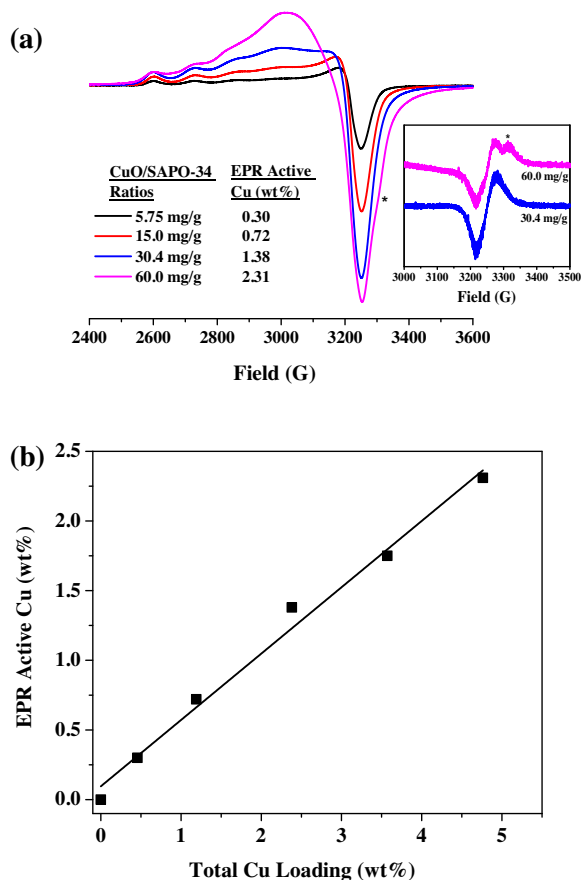 (a)
CuO/SAPO-34 EPR Active
Ratios Cu (wt%)
5.75 mg/g 0.30
15.0 mg/g 0.72
30.4 mg/g 1.38
60.0 mg/g 2.31
*
*
60.0 mg/g
30.4 mg/g
3000 3100 3200 3300 3400 3500
Field (G)
2400 2600 2800 3000 3200 3400 3600
Field (G)
(b)
2.5
2.0
1.5
1.0
0.5
0.0
EPR Active Cu (wt%)
0 1 2 3 4 5
Total Cu Loading (wt%)